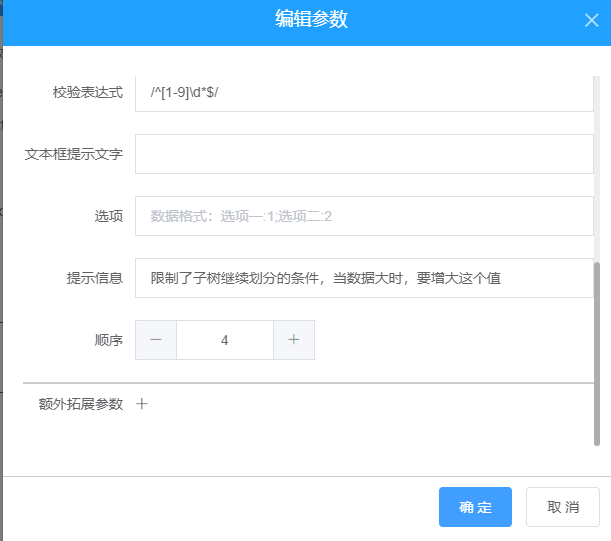 编辑参数
校验表达式 /^[1-9]\d*$/
文本框提示文字
选项 数据格式：选项一:1;选项二:2
提示信息 限制了子树继续划分的条件，当数据大时，要增大这个值
顺序 − 4 +
额外拓展参数 +
确 定 取 消